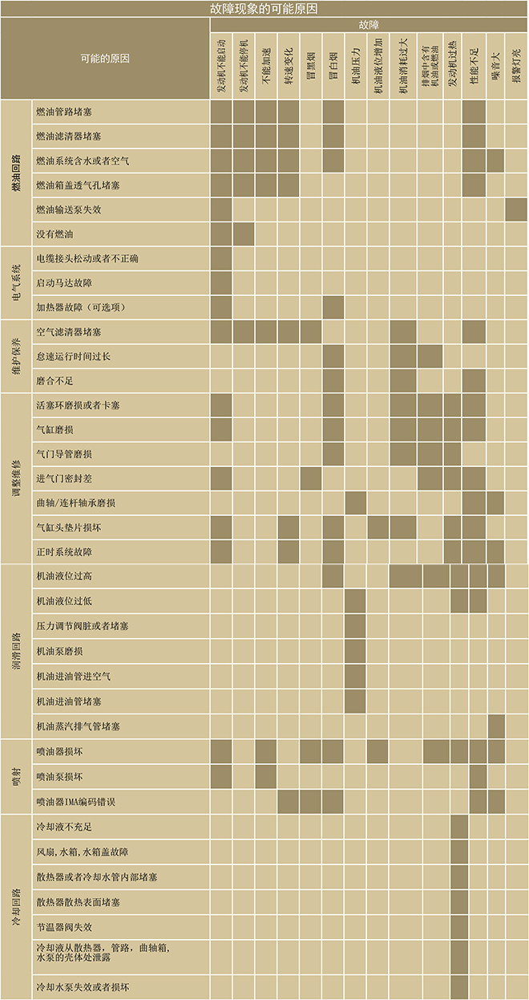 故障现象的可能原因
可能的原因
故障
发动机不能启动
发动机不能停机
不能加速
转速变化
冒黑烟
冒白烟
机油压力
机油液位增加
机油消耗过大
排烟中含有
机油或燃油
发动机过热
性能不足
噪音大
报警灯亮
燃油回路
燃油管路堵塞
燃油滤清器堵塞
燃油系统含水或者空气
燃油箱盖透气孔堵塞
燃油输送泵失效
没有燃油
电气系统
电缆接头松动或者不正确
启动马达故障
加热器故障（可选项）
维护保养
空气滤清器堵塞
怠速运行时间过长
磨合不足
调整维修
活塞环磨损或者卡塞
气缸磨损
气门导管磨损
进气门密封差
曲轴/连杆轴承磨损
气缸头垫片损坏
正时系统故障
润滑回路
机油液位过高
机油液位过低
压力调节阀脏或者堵塞
机油泵磨损
机油进油管进空气
机油进油管堵塞
机油蒸汽排气管堵塞
喷射
喷油器损坏
喷油泵损坏
喷油器IMA编码错误
冷却回路
冷却液不充足
风扇,水箱,水箱盖故障
散热器或者冷却水管内部堵塞
散热器散热表面堵塞
节温器阀失效
冷却液从散热器，管路，曲轴箱,
水泵的壳体处泄露
冷却水泵失效或者损坏